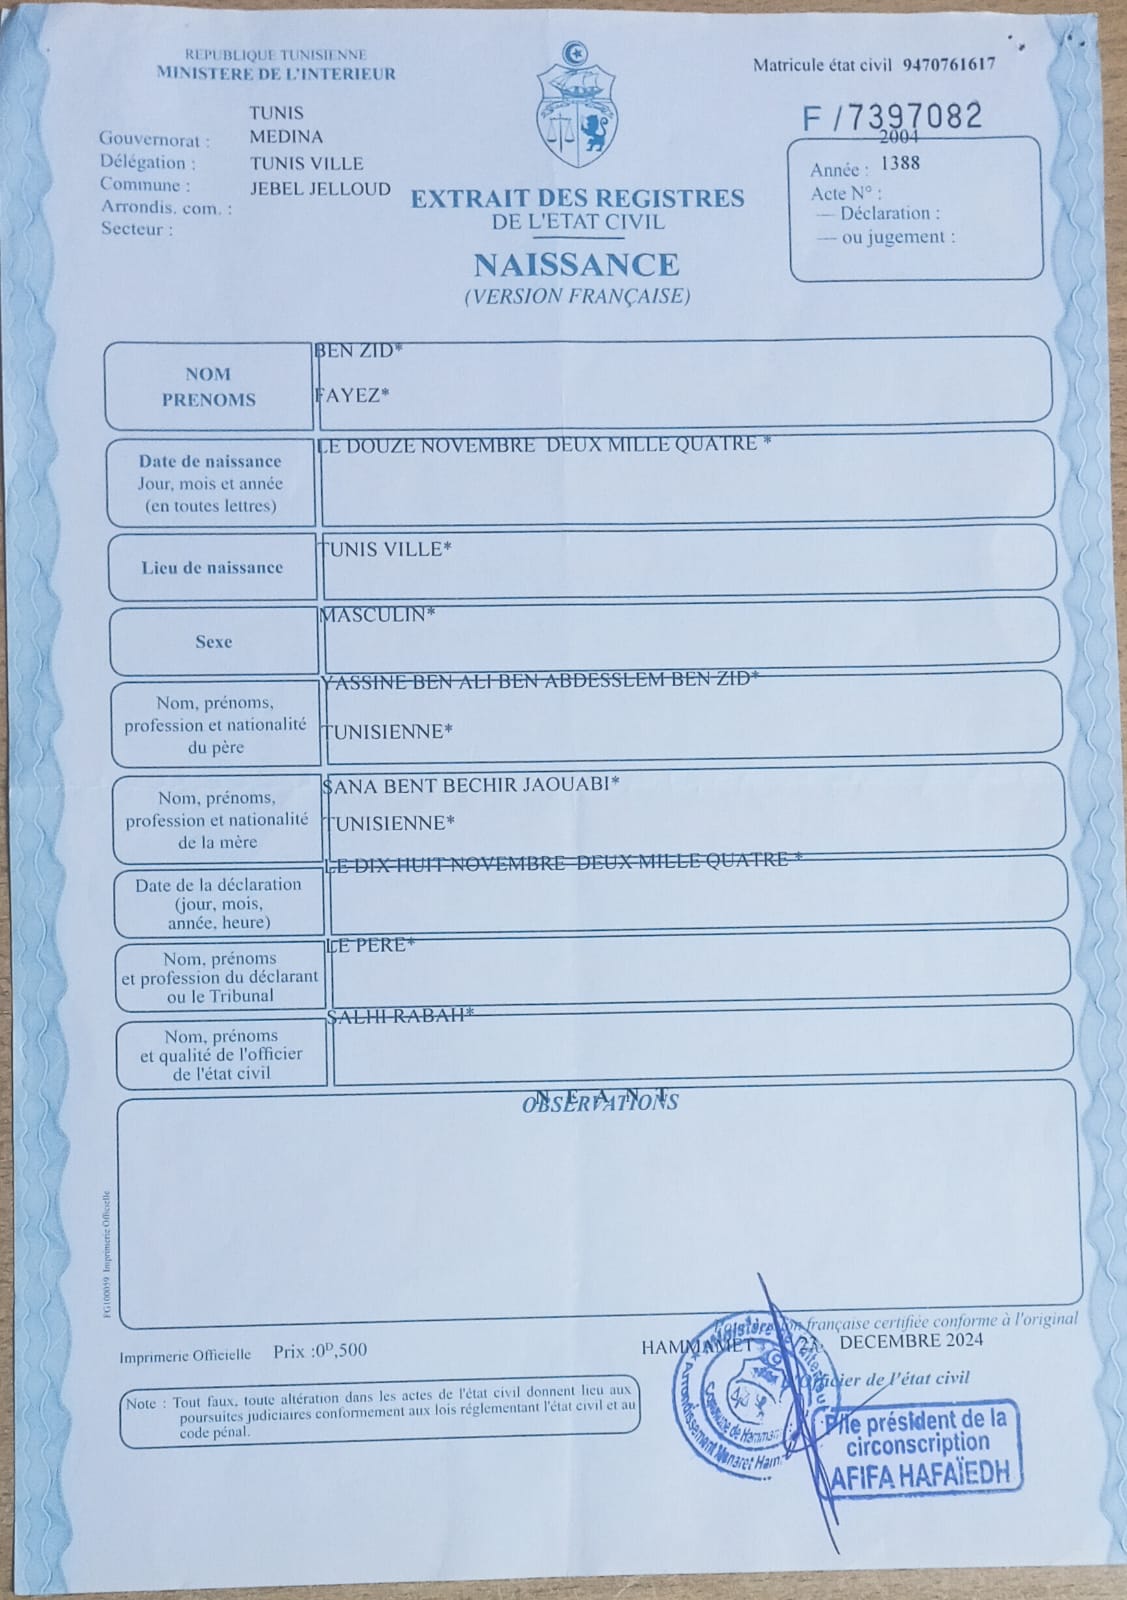 REPUBLIQUE TUNISIENNE
MINISTERE DE L'INTERIEUR
Matricule état civil 9470761617
F/7397082
TUNIS
Gouvernorat : MEDINA
Délégation : TUNIS VILLE
Commune : JEBEL JELLOUD
Arrondis. com. :
Secteur :
2004
Année : 1388
Acte N° :
— Déclaration :
— ou jugement :
EXTRAIT DES REGISTRES
DE L'ETAT CIVIL
NAISSANCE
(VERSION FRANÇAISE)
NOM
PRENOMS
BEN ZID*
FAYEZ*
Date de naissance
Jour, mois et année
(en toutes lettres)
LE DOUZE NOVEMBRE DEUX MILLE QUATRE *
Lieu de naissance
TUNIS VILLE*
Sexe
MASCULIN*
Nom, prénoms,
profession et nationalité
du père
YASSINE BEN ALI BEN ABDESSLEM BEN ZID*
TUNISIENNE*
Nom, prénoms,
profession et nationalité
de la mère
SANA BENT BECHIR JAOUABI*
TUNISIENNE*
Date de la déclaration
(jour, mois,
année, heure)
LE DIX HUIT NOVEMBRE DEUX MILLE QUATRE *
Nom, prénoms
et profession du déclarant
ou le Tribunal
LE PERE*
Nom, prénoms
et qualité de l'officier
de l'état civil
SALHI RABAH*
N E A N T
OBSERVATIONS
FG100059 Imprimerie Officielle
française certifiée conforme à l'original
Imprimerie Officielle Prix :0ᴰ,500
HAMMAMET DECEMBRE 2024
de l'état civil
Note : Tout faux, toute altération dans les actes de l'état civil donnent lieu aux
poursuites judiciaires conformement aux lois réglementant l'état civil et au
code pénal.
P/le président de la
circonscription
AFIFA HAFAÏEDH